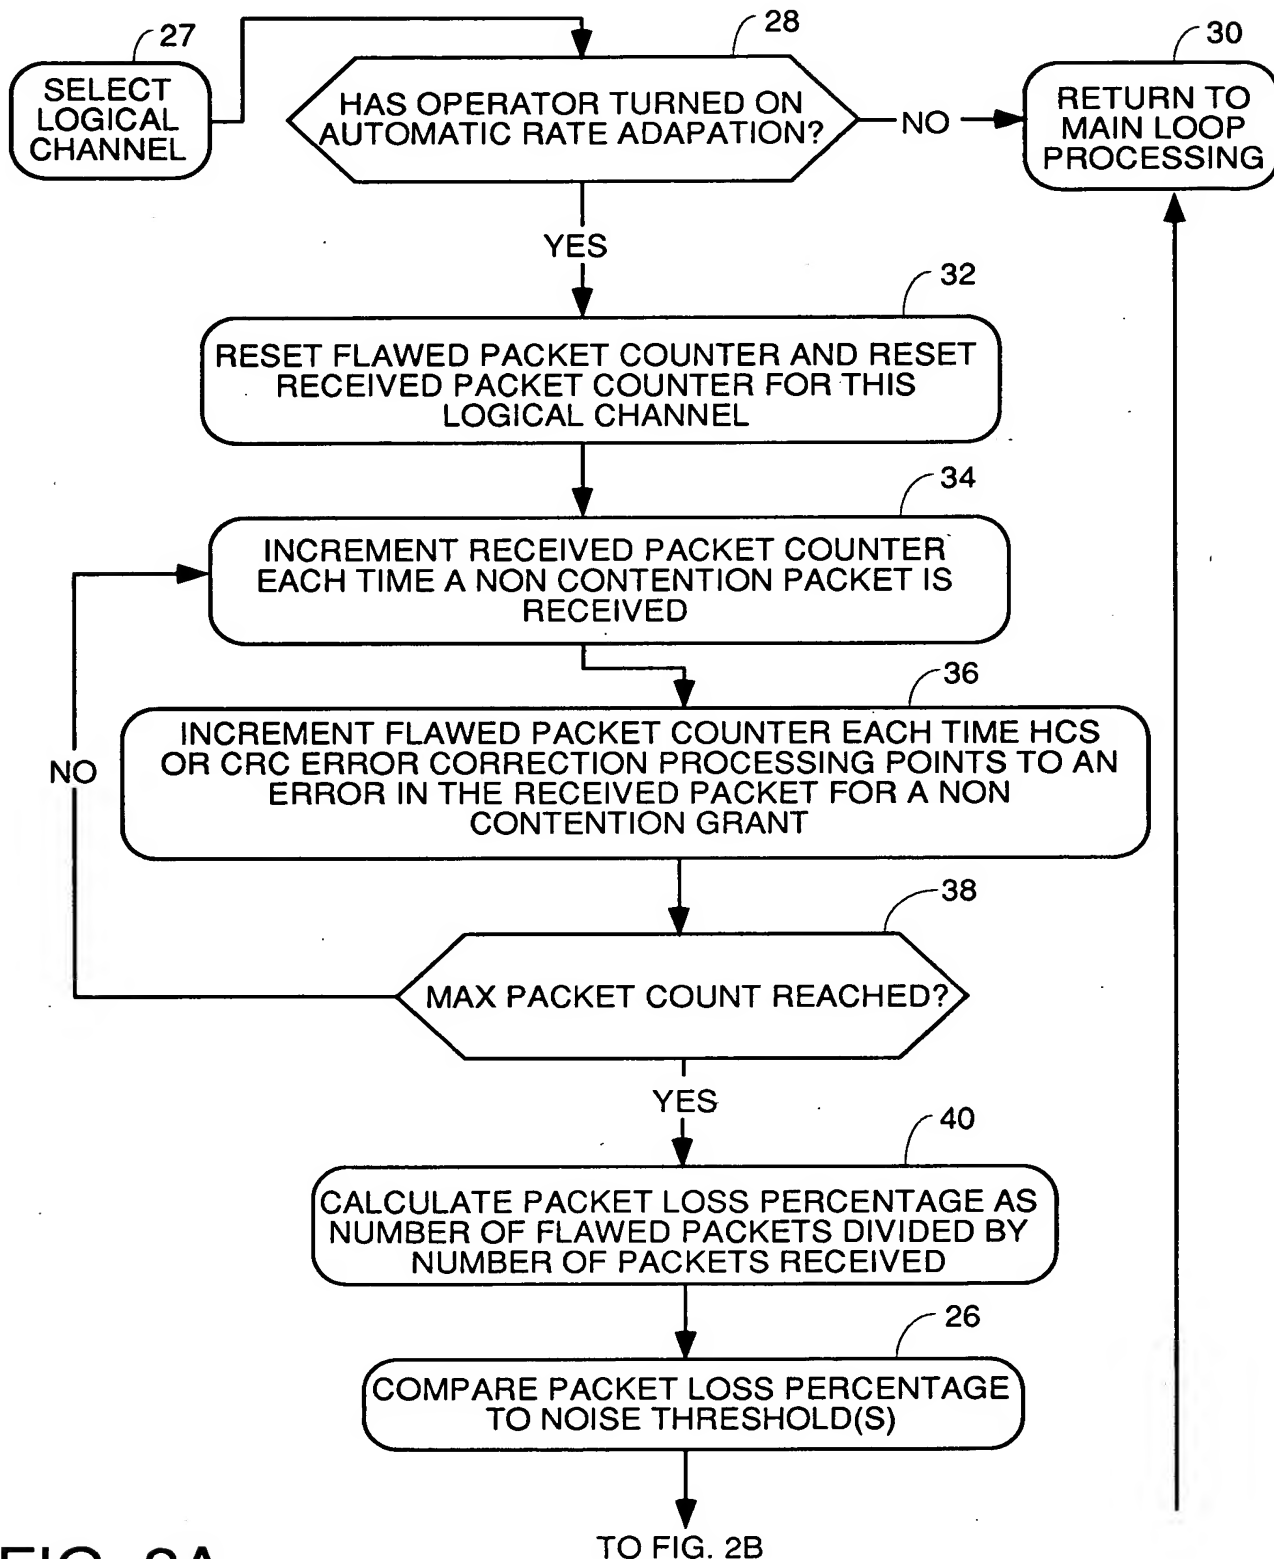 27
SELECT
LOGICAL
CHANNEL
28
HAS OPERATOR TURNED ON
AUTOMATIC RATE ADAPATION?
NO
30
RETURN TO
MAIN LOOP
PROCESSING
YES
32
RESET FLAWED PACKET COUNTER AND RESET
RECEIVED PACKET COUNTER FOR THIS
LOGICAL CHANNEL
34
INCREMENT RECEIVED PACKET COUNTER
EACH TIME A NON CONTENTION PACKET IS
RECEIVED
36
INCREMENT FLAWED PACKET COUNTER EACH TIME HCS
OR CRC ERROR CORRECTION PROCESSING POINTS TO AN
ERROR IN THE RECEIVED PACKET FOR A NON
CONTENTION GRANT
NO
38
MAX PACKET COUNT REACHED?
YES
40
CALCULATE PACKET LOSS PERCENTAGE AS
NUMBER OF FLAWED PACKETS DIVIDED BY
NUMBER OF PACKETS RECEIVED
26
COMPARE PACKET LOSS PERCENTAGE
TO NOISE THRESHOLD(S)
TO FIG. 2B
FIG. 2A